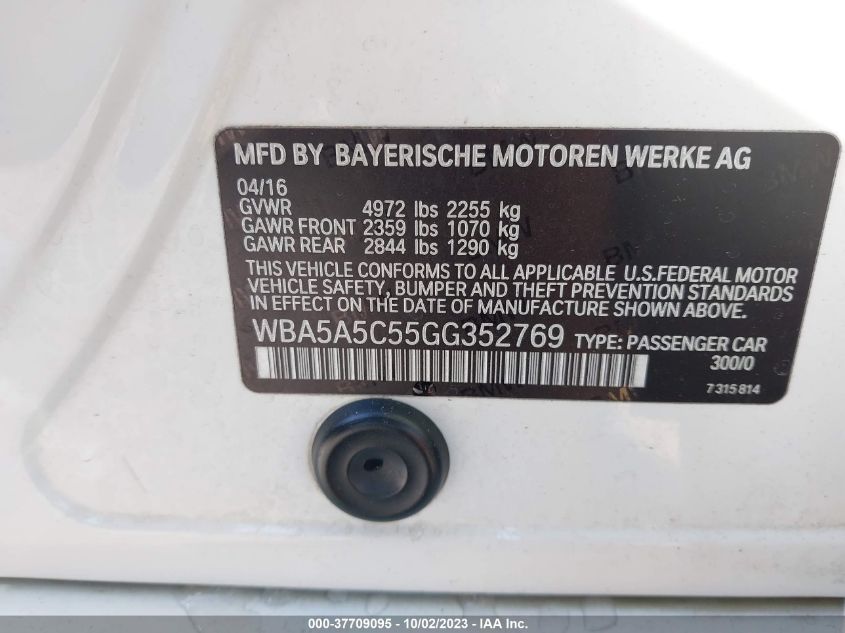 MFD BY BAYERISCHE MOTOREN WERKE AG
04/16
GVWR 4972 lbs 2255 kg
GAWR FRONT 2359 lbs 1070 kg
GAWR REAR 2844 lbs 1290 kg
THIS VEHICLE CONFORMS TO ALL APPLICABLE U.S.FEDERAL MOTOR
VEHICLE SAFETY, BUMPER AND THEFT PREVENTION STANDARDS
IN EFFECT ON THE DATE OF MANUFACTURE SHOWN ABOVE.
WBA5A5C55GG352769 TYPE: PASSENGER CAR
300/0
7315814
000-37709095 - 10/02/2023 - IAA Inc.